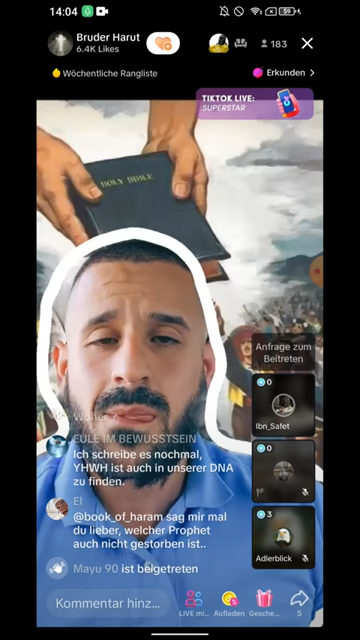 14:04
59
Bruder Harut
6.4K Likes
183
Wöchentliche Rangliste
Erkunden
TIKTOK LIVE:
SUPERSTAR
HOLY BIBLE
Anfrage zum
Beitreten
0
Ibn_Safet
0
3
Adlerblick
EULE IM BEWUSSTSEIN
Ich schreibe es nochmal,
YHWH ist auch in unserer DNA
zu finden.
El
@book_of_haram sag mir mal
du lieber, welcher Prophet
auch nicht gestorben ist..
Mayu 90 ist beigetreten
Kommentar hinz...
LIVE mi...
Aufladen
Gesche...
S